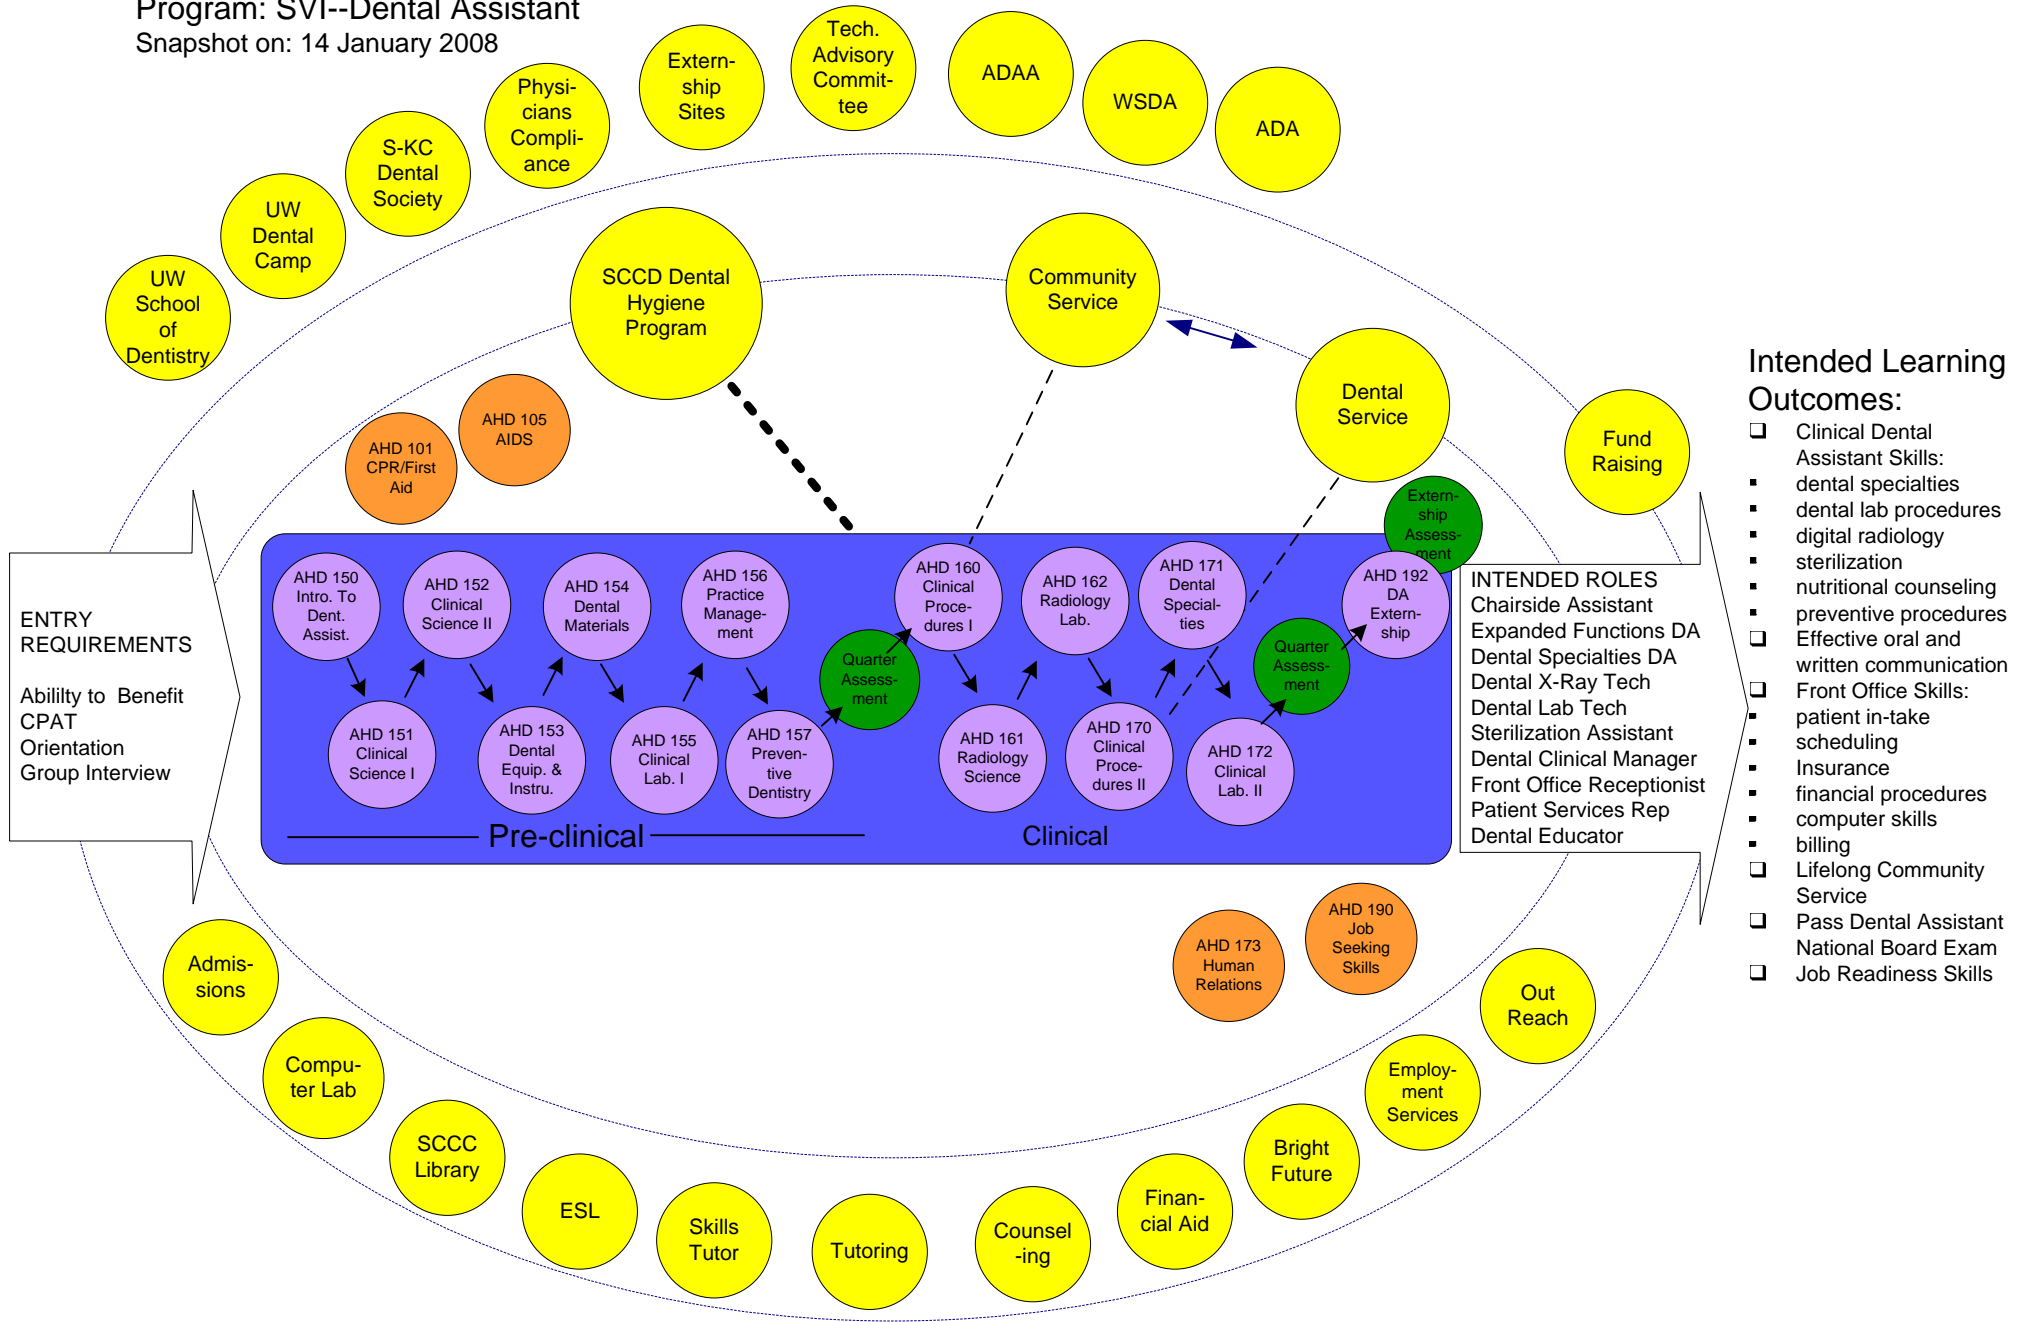 Program: SVI--Dental Assistant
Snapshot on: 14 January 2008
UW
School
of
Dentistry
UW
Dental
Camp
S-KC
Dental
Society
Physi-
cians
Compli-
ance
Extern-
ship
Sites
Tech.
Advisory
Commit-
tee
ADAA
WSDA
ADA
SCCD Dental
Hygiene
Program
Community
Service
Dental
Service
Fund
Raising
AHD 101
CPR/First
Aid
AHD 105
AIDS
ENTRY
REQUIREMENTS
Abililty to  Benefit
CPAT
Orientation
Group Interview
AHD 150
Intro. To
Dent.
Assist.
AHD 151
Clinical
Science I
AHD 152
Clinical
Science II
AHD 153
Dental
Equip. &
Instru.
AHD 154
Dental
Materials
AHD 155
Clinical
Lab. I
AHD 156
Practice
Manage-
ment
AHD 157
Preven-
tive
Dentistry
Quarter
Assess-
ment
AHD 160
Clinical
Proce-
dures I
AHD 161
Radiology
Science
AHD 162
Radiology
Lab.
AHD 170
Clinical
Proce-
dures II
AHD 171
Dental
Special-
ties
AHD 172
Clinical
Lab. II
Quarter
Assess-
ment
AHD 192
DA
Extern-
ship
Extern-
ship
Assess-
ment
Pre-clinical
Clinical
INTENDED ROLES
Chairside Assistant
Expanded Functions DA
Dental Specialties DA
Dental X-Ray Tech
Dental Lab Tech
Sterilization Assistant
Dental Clinical Manager
Front Office Receptionist
Patient Services Rep
Dental Educator
Intended Learning
Outcomes:
❑ Clinical Dental
Assistant Skills:
▪ dental specialties
▪ dental lab procedures
▪ digital radiology
▪ sterilization
▪ nutritional counseling
▪ preventive procedures
❑ Effective oral and
written communication
❑ Front Office Skills:
▪ patient in-take
▪ scheduling
▪ Insurance
▪ financial procedures
▪ computer skills
▪ billing
❑ Lifelong Community
Service
❑ Pass Dental Assistant
National Board Exam
❑ Job Readiness Skills
AHD 173
Human
Relations
AHD 190
Job
Seeking
Skills
Admis-
sions
Compu-
ter Lab
SCCC
Library
ESL
Skills
Tutor
Tutoring
Counsel
-ing
Finan-
cial Aid
Bright
Future
Employ-
ment
Services
Out
Reach